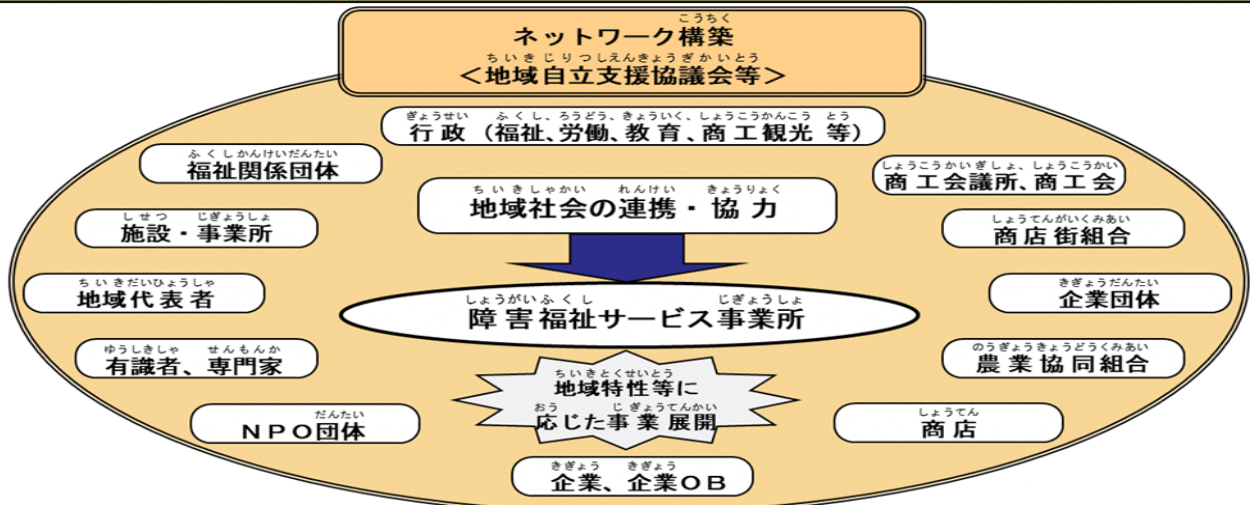 こうちく
ネットワーク構築
ちいきじりつしえんきょうぎかいとう
＜地域自立支援協議会等＞
ぎょうせい　ふくし、ろうどう、きょういく、しょうこうかんこう　とう
行政（福祉、労働、教育、商工観光 等）
ふくしかんけいだんたい
福祉関係団体
しょうこうかいぎしょ、しょうこうかい
商工会議所、商工会
ちいきしゃかい　れんけい　きょうりょく
地域社会の連携・協力
しせつ　じぎょうしょ
施設・事業所
しょうてんがいくみあい
商店街組合
ちいきだいひょうしゃ
地域代表者
きぎょうだんたい
企業団体
しょうがいふくし　じぎょうしょ
障害福祉サービス事業所
ゆうしきしゃ　せんもんか
有識者、専門家
のうぎょうきょうどうくみあい
農業協同組合
ちいきとくせいとう
地域特性等に
おう　じぎょうてんかい
応じた事業展開
だんたい
ＮＰＯ団体
しょうてん
商店
きぎょう　きぎょう
企業、企業ＯＢ